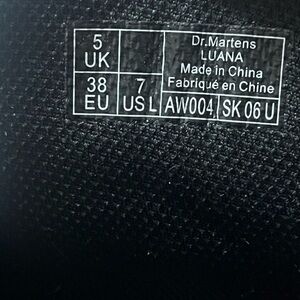 5
UK
38
EU
7
US L
Dr.Martens
LUANA
Made in China
Fabriqué en Chine
AW004
SK 06 U